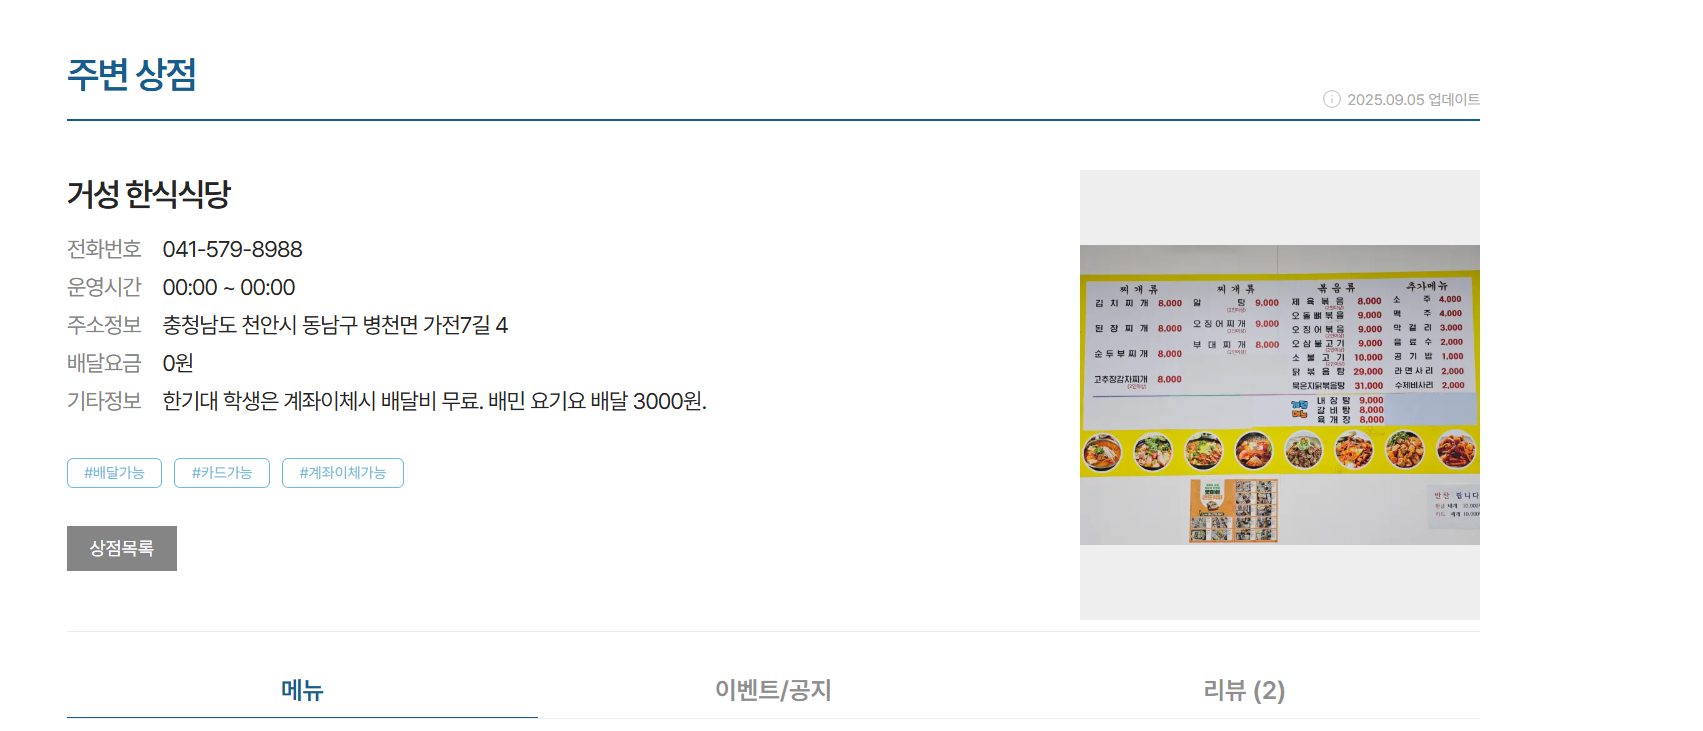 주변 상점
2025.09.05 업데이트
거성 한식식당
전화번호 041-579-8988
운영시간 00:00 ~ 00:00
주소정보 충청남도 천안시 동남구 병천면 가전7길 4
배달요금 0원
기타정보 한기대 학생은 계좌이체시 배달비 무료. 배민 요기요 배달 3000원.
#배달가능 #카드가능 #계좌이체가능
상점목록
찌개류
김치찌개 8.000
된장찌개 8.000
순두부찌개 8.000
고추장감자찌개 8.000
찌개류
알탕 9.000
오징어찌개 9.000
부대찌개 8,000
볶음류
제육볶음 8,000
오돌뼈볶음 9,000
오징어볶음 9,000
오삼불고기 9,000
소불고기 10,000
닭볶음탕 29,000
묵은지닭볶음탕 31,000
내장탕 9,000
갈비탕 8,000
육개장 8,000
추가메뉴
소주 4,000
맥주 4,000
막걸리 3,000
음료수 2,000
공기밥 1,000
라면사리 2,000
수제비사리 2,000
메뉴
이벤트/공지
리뷰 (2)